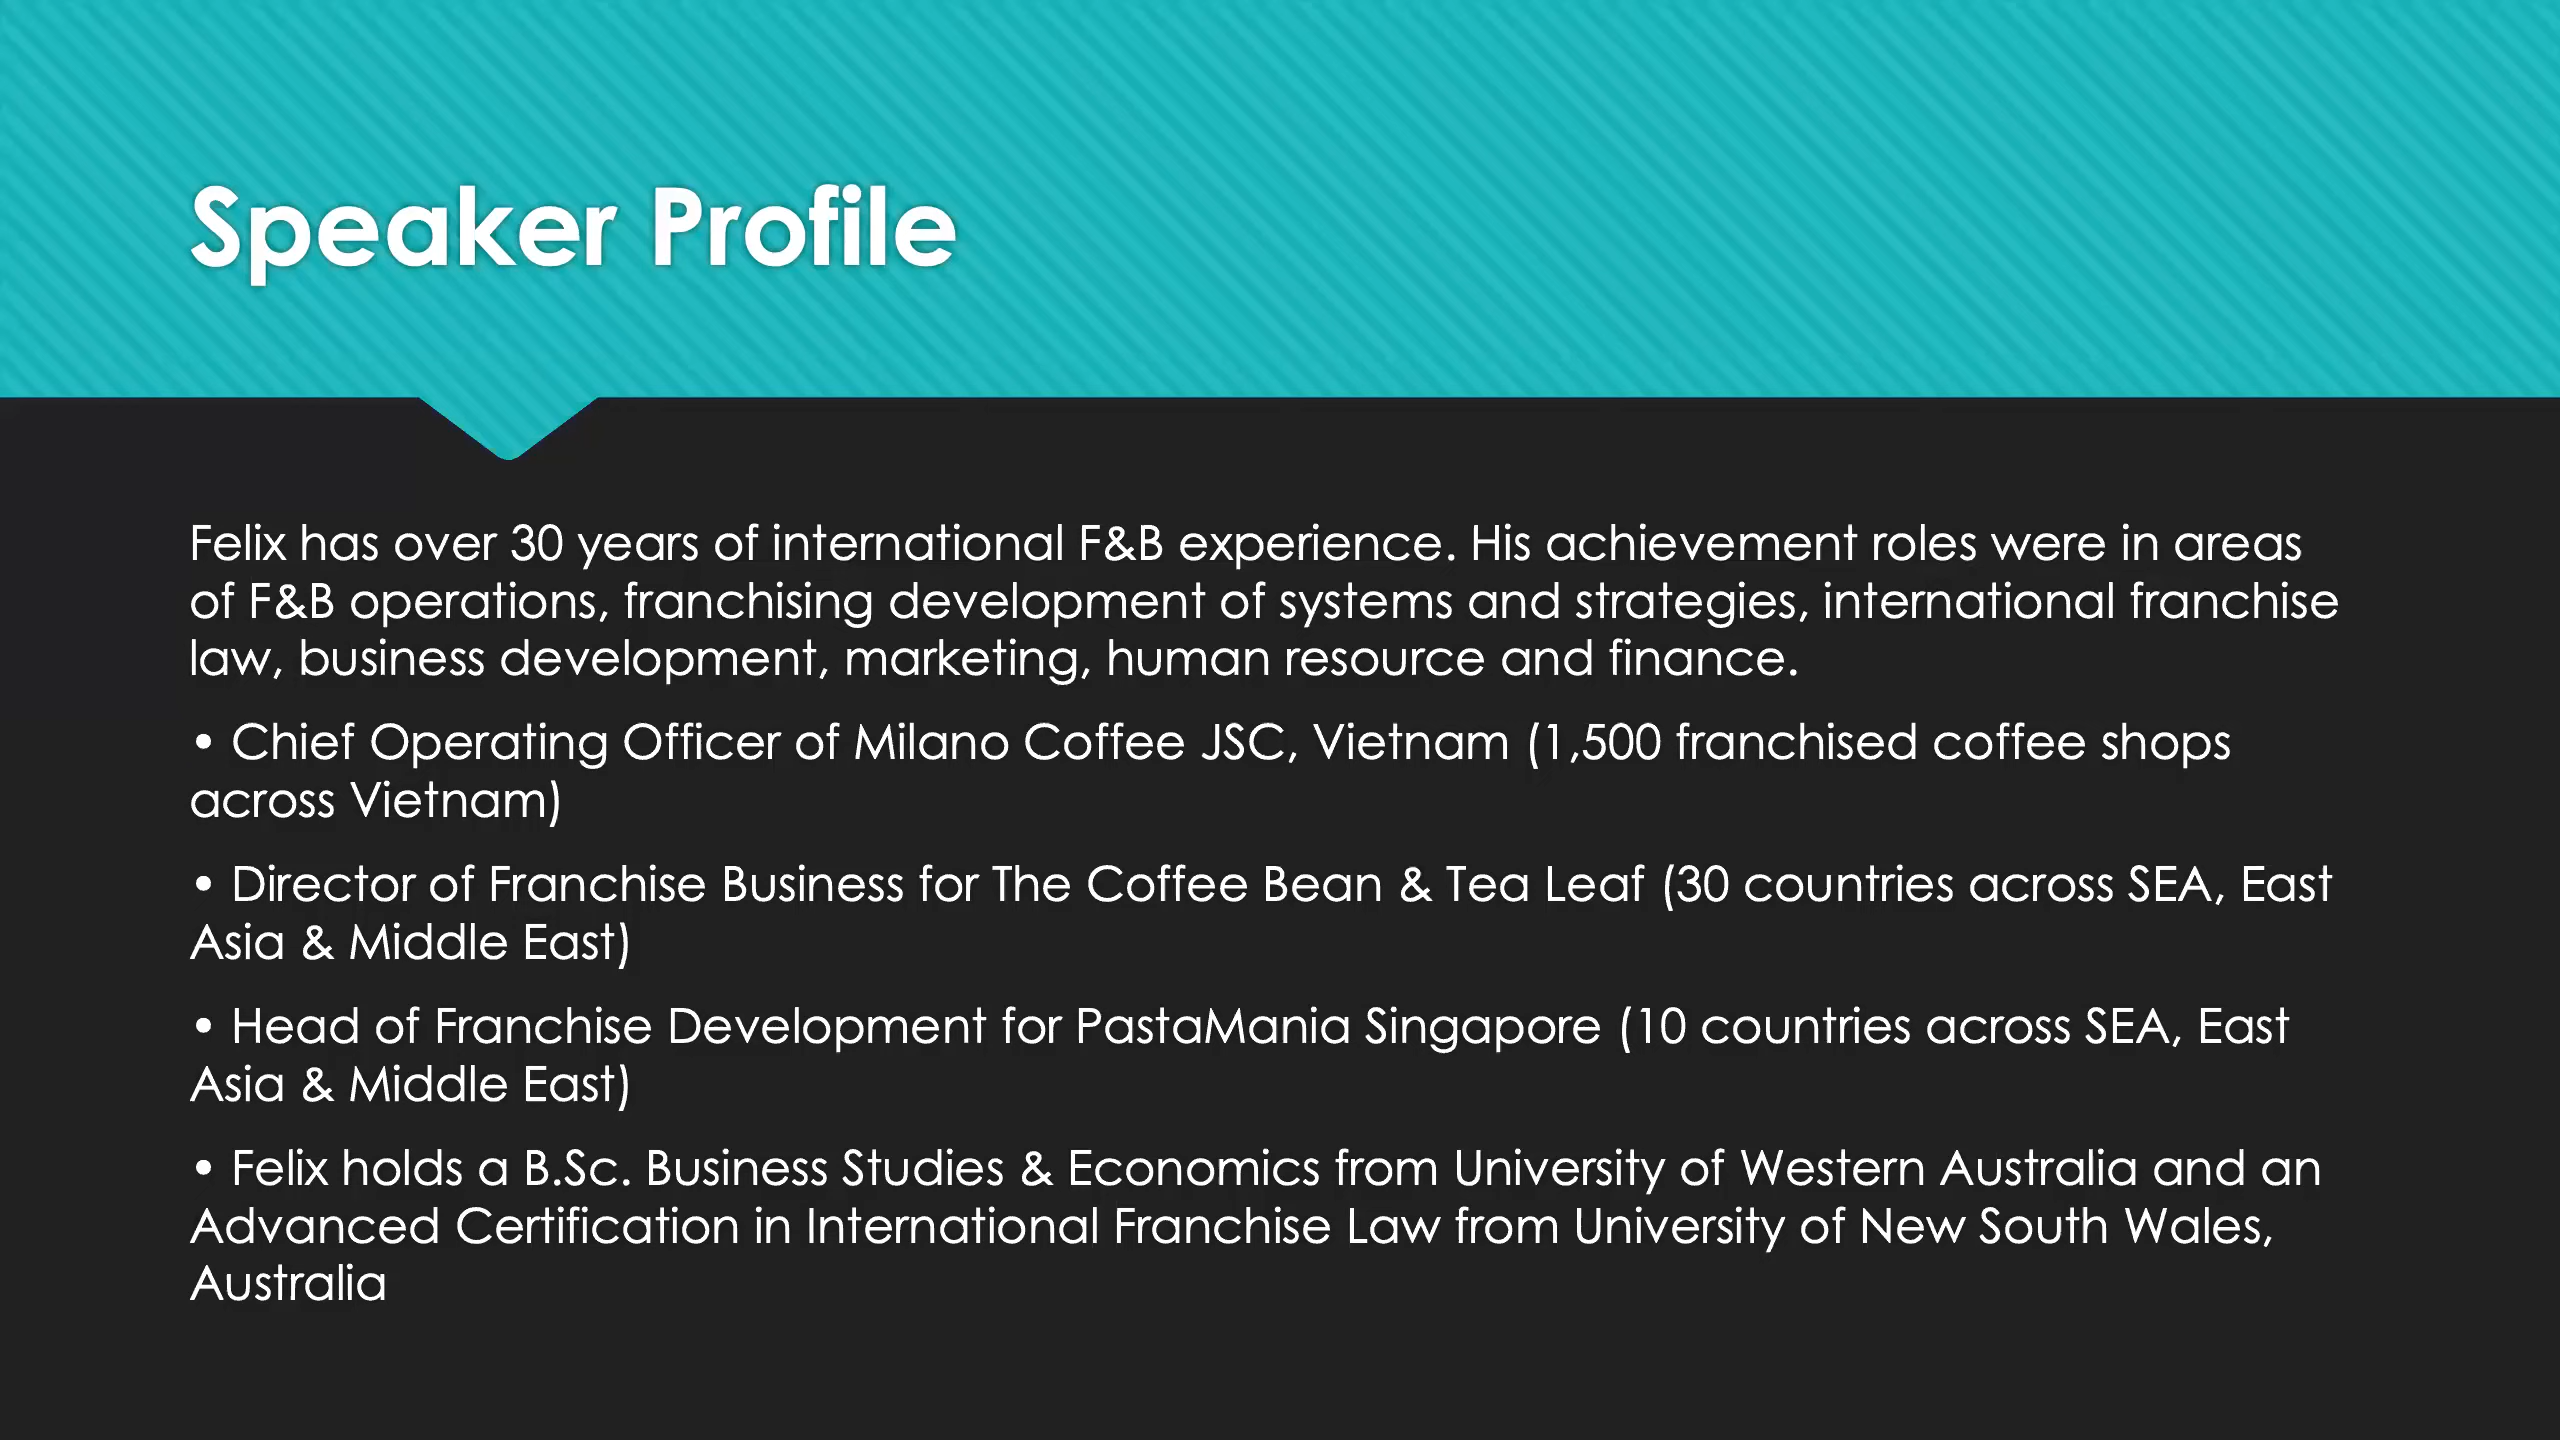 Speaker Profile
Felix has over 30 years of international F&B experience. His achievement roles were in areas
of F&B operations, franchising development of systems and strategies, international franchise
law, business development, marketing, human resource and finance.
• Chief Operating Officer of Milano Coffee JSC, Vietnam (1,500 franchised coffee shops
across Vietnam)
• Director of Franchise Business for The Coffee Bean & Tea Leaf (30 countries across SEA, East
Asia & Middle East)
• Head of Franchise Development for PastaMania Singapore (10 countries across SEA, East
Asia & Middle East)
• Felix holds a B.Sc. Business Studies & Economics from University of Western Australia and an
Advanced Certification in International Franchise Law from University of New South Wales,
Australia